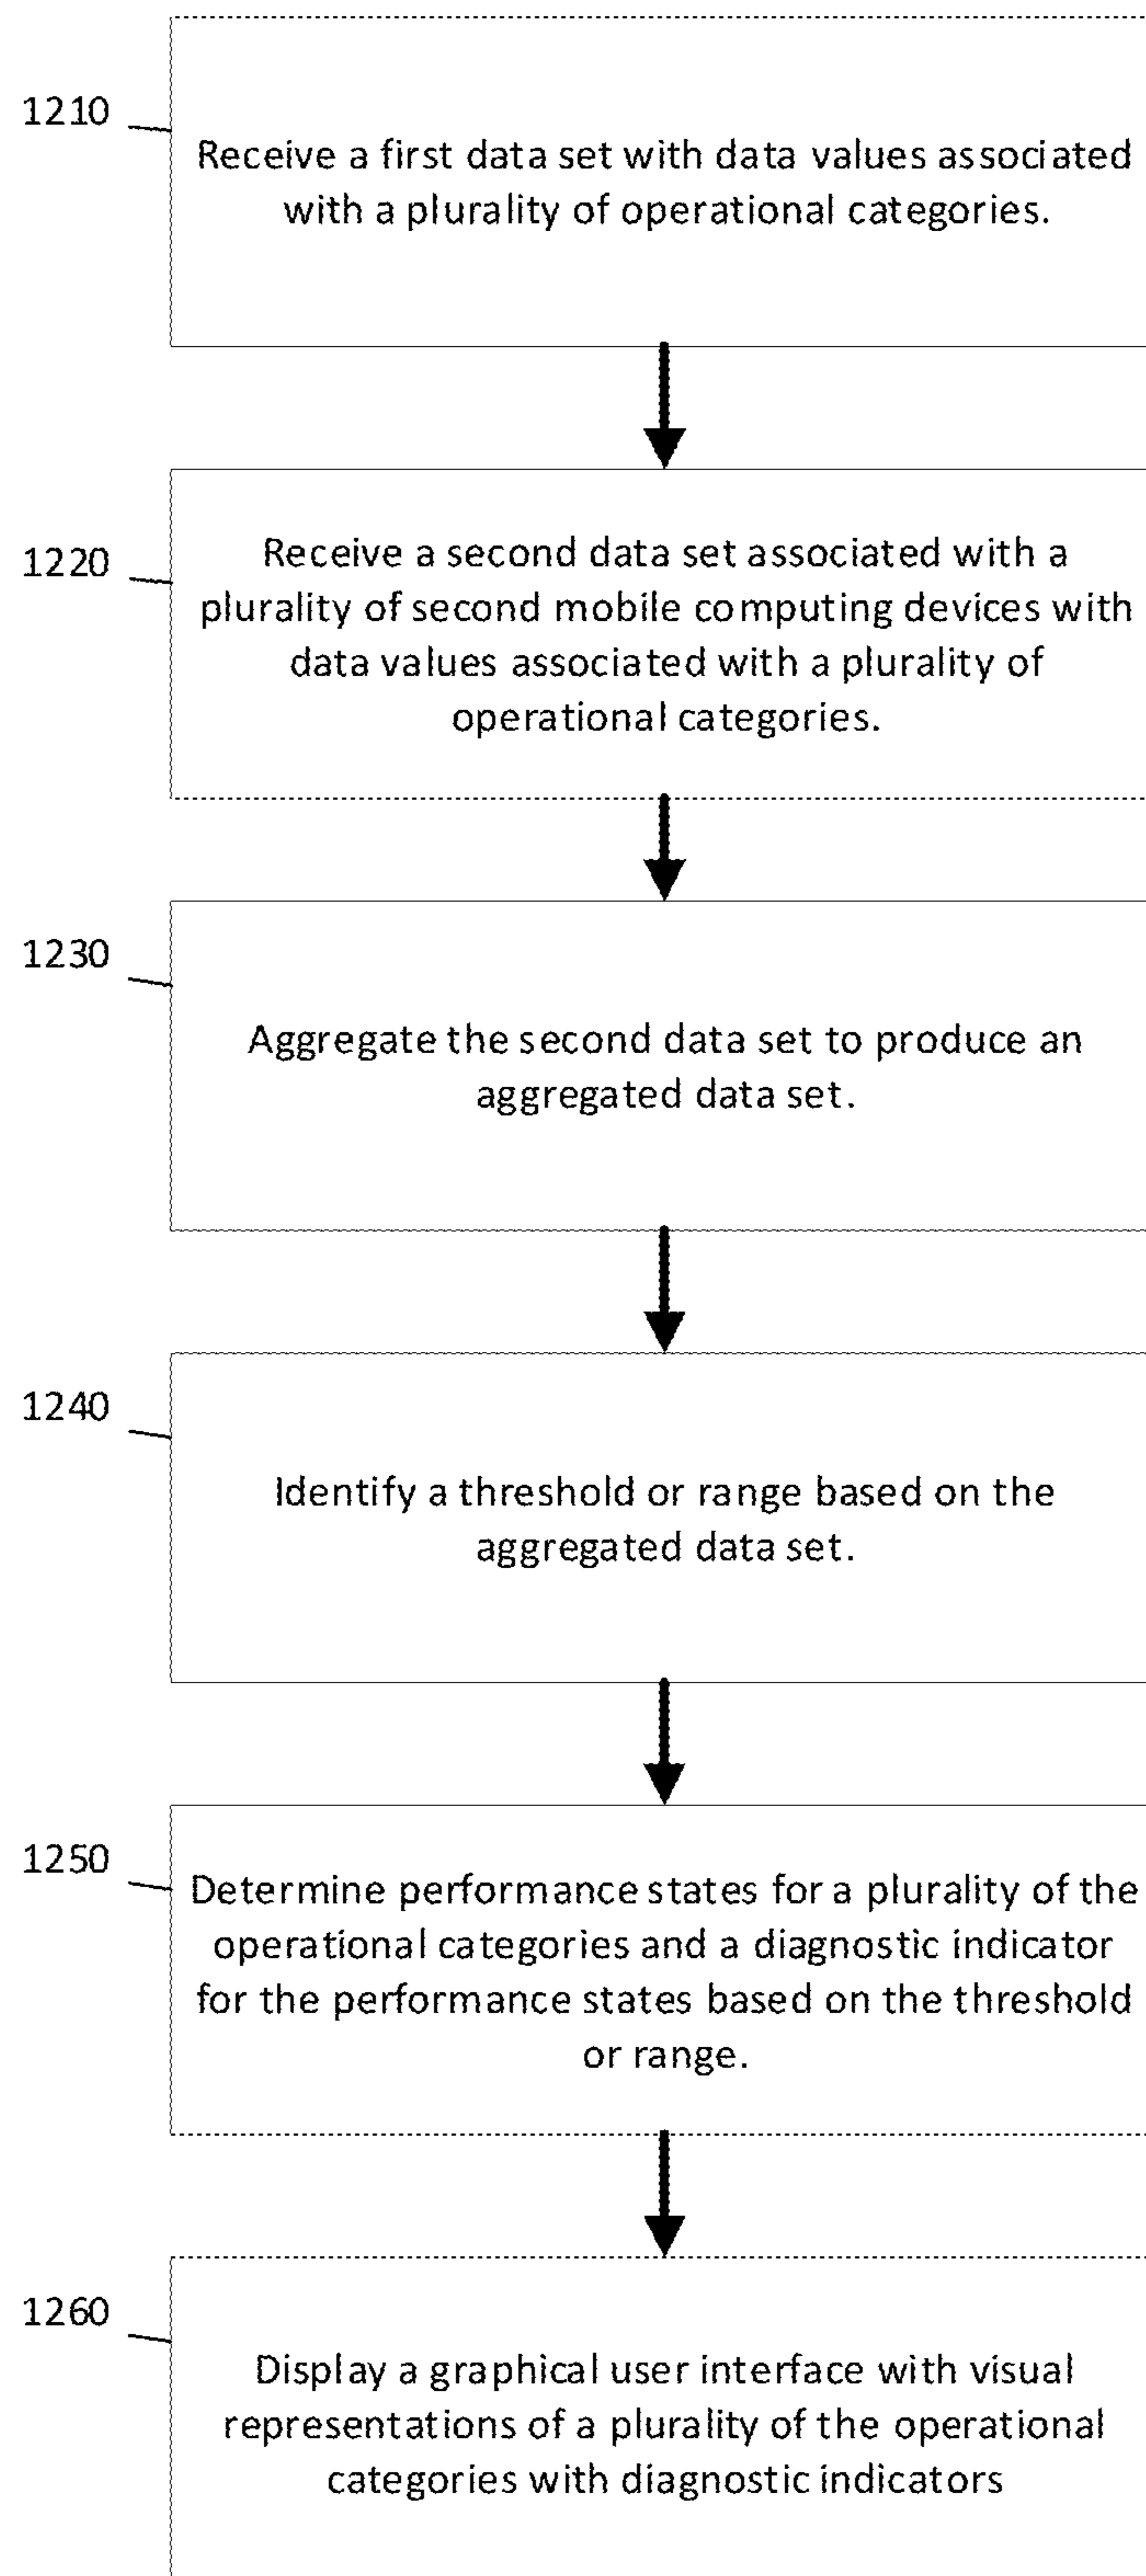 1210
Receive a first data set with data values associated
with a plurality of operational categories.
1220
Receive a second data set associated with a
plurality of second mobile computing devices with
data values associated with a plurality of
operational categories.
1230
Aggregate the second data set to produce an
aggregated data set.
1240
Identify a threshold or range based on the
aggregated data set.
1250
Determine performance states for a plurality of the
operational categories and a diagnostic indicator
for the performance states based on the threshold
or range.
1260
Display a graphical user interface with visual
representations of a plurality of the operational
categories with diagnostic indicators